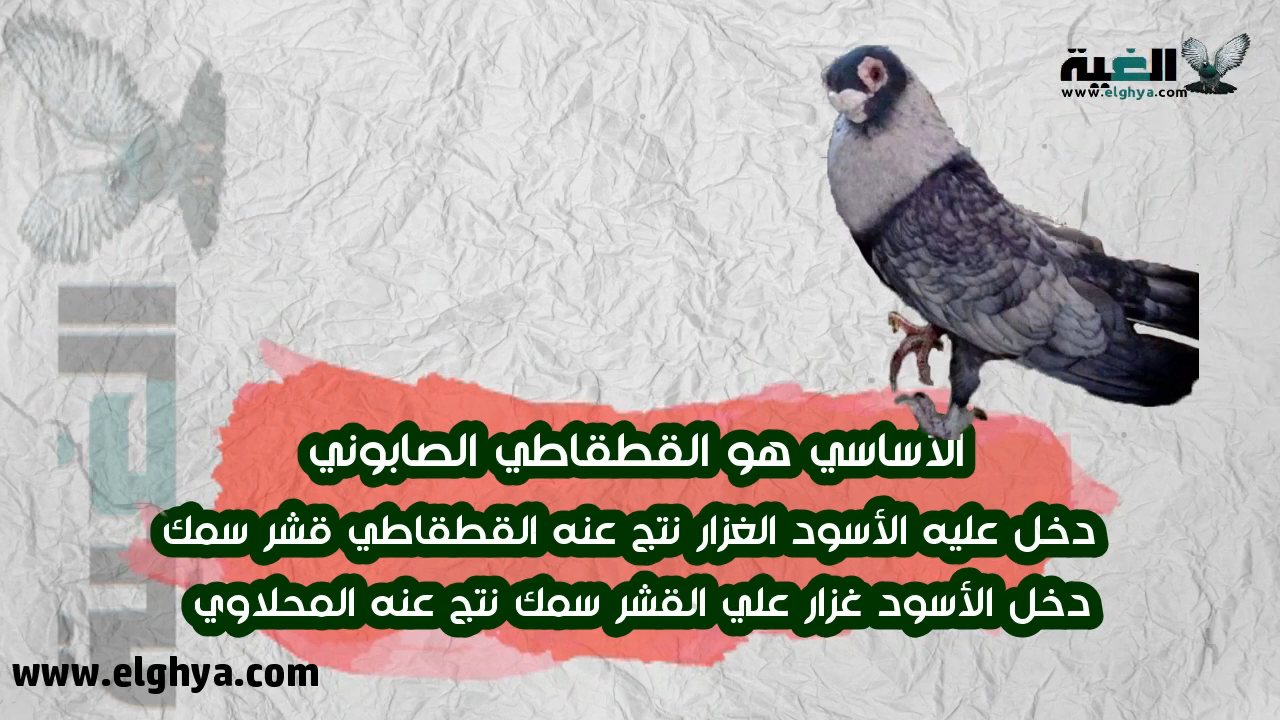 الغية
www.elghya.com
الأساسي هو القطقاطي الصابوني
دخل عليه الأسود الغزار نتج عنه القطقاطي قشر سمك
دخل الأسود غزار علي القشر سمك نتج عنه المحلاوي
www.elghya.com
الغية